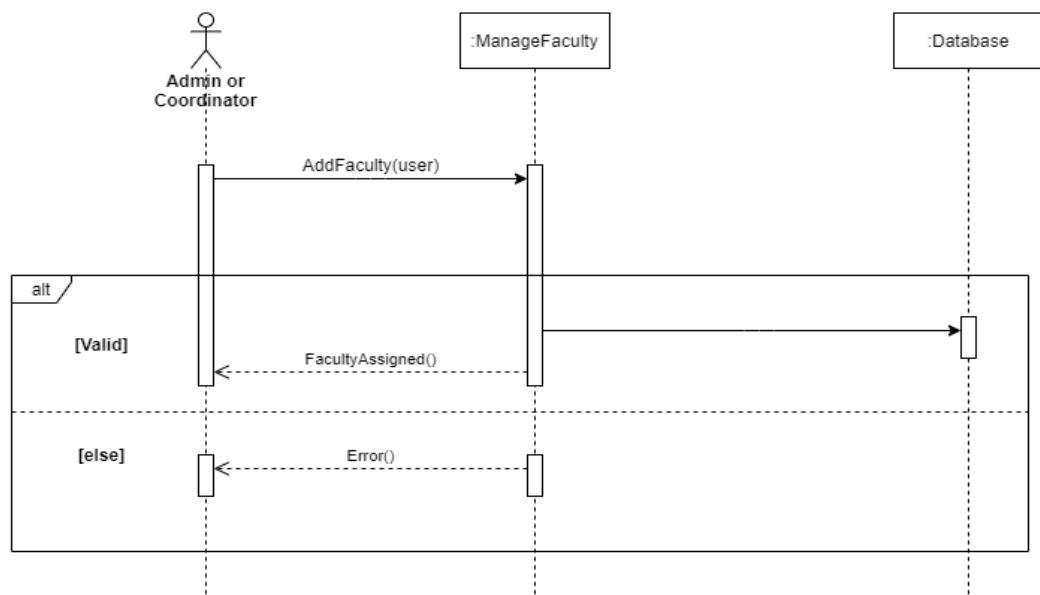 :ManageFaculty
:Database
Admin or
Coordinator
AddFaculty(user)
alt
[Valid]
FacultyAssigned()
[else]
Error()